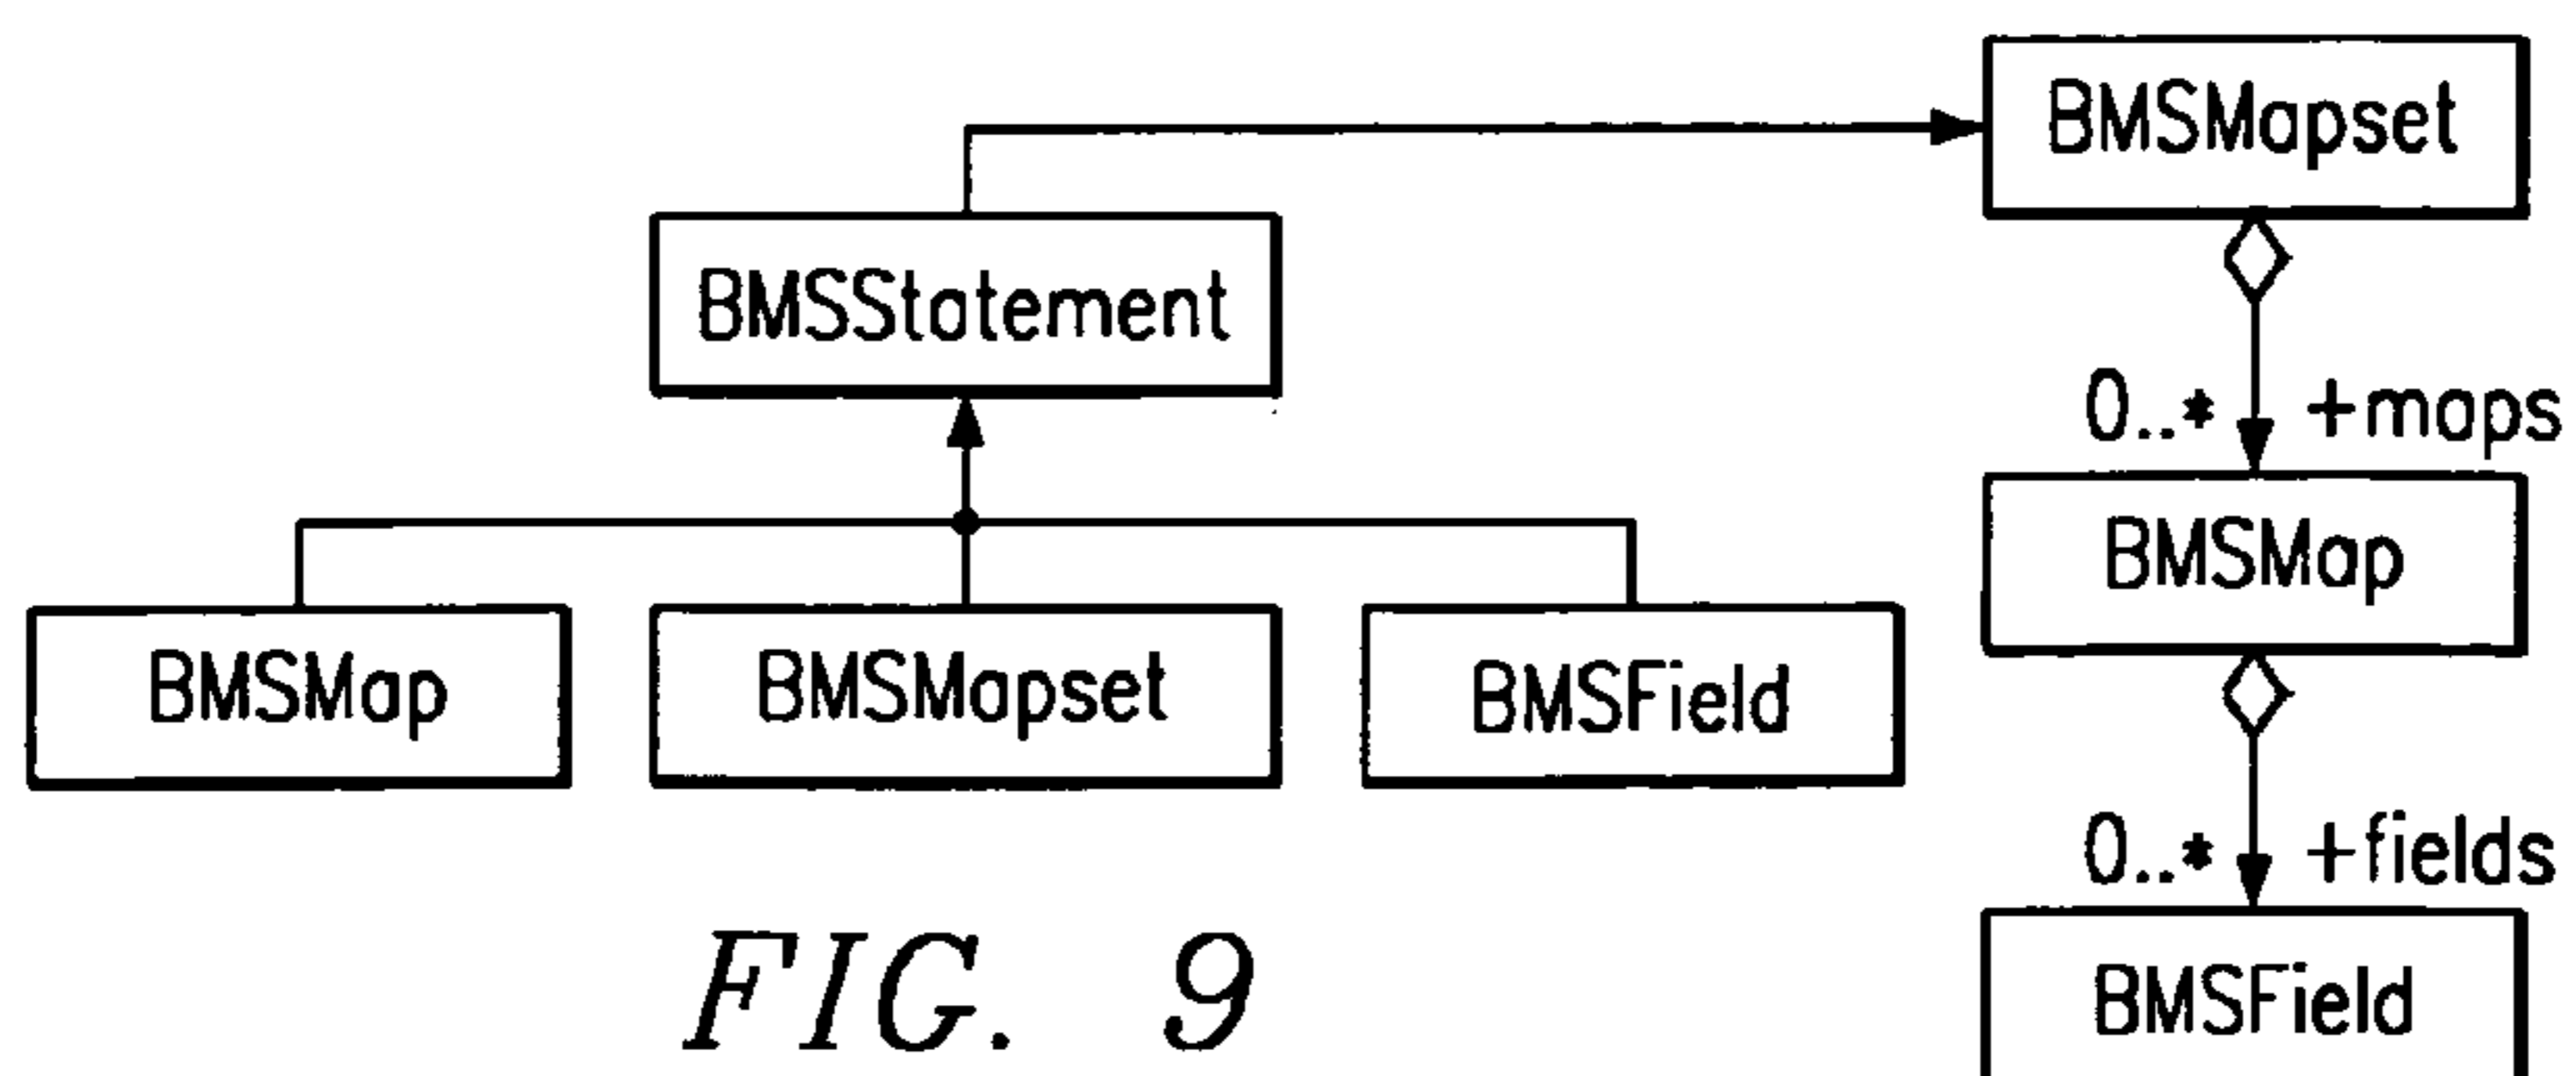 BMSMapset
BMSStatement
0..* +maps
BMSMap
BMSMap
BMSMapset
BMSField
0..* +fields
BMSField
FIG. 9